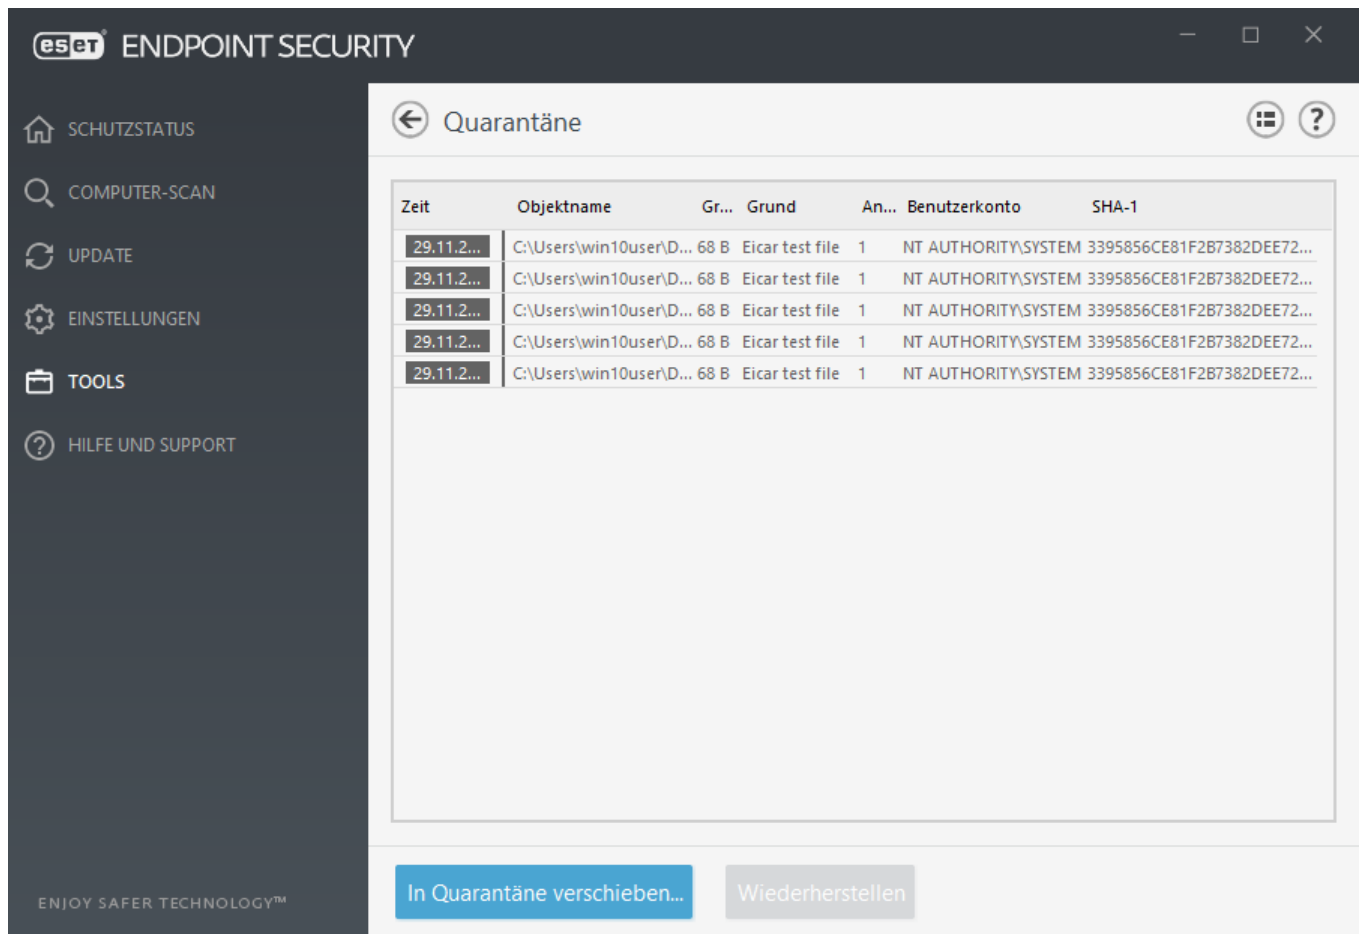 eset ENDPOINT SECURITY
SCHUTZSTATUS
COMPUTER-SCAN
UPDATE
EINSTELLUNGEN
TOOLS
HILFE UND SUPPORT
ENJOY SAFER TECHNOLOGY™
Quarantäne
?
Zeit Objektname Gr... Grund An... Benutzerkonto SHA-1
29.11.2... C:\Users\win10user\D... 68 B Eicar test file 1 NT AUTHORITY\SYSTEM 3395856CE81F2B7382DEE72...
29.11.2... C:\Users\win10user\D... 68 B Eicar test file 1 NT AUTHORITY\SYSTEM 3395856CE81F2B7382DEE72...
29.11.2... C:\Users\win10user\D... 68 B Eicar test file 1 NT AUTHORITY\SYSTEM 3395856CE81F2B7382DEE72...
29.11.2... C:\Users\win10user\D... 68 B Eicar test file 1 NT AUTHORITY\SYSTEM 3395856CE81F2B7382DEE72...
29.11.2... C:\Users\win10user\D... 68 B Eicar test file 1 NT AUTHORITY\SYSTEM 3395856CE81F2B7382DEE72...
In Quarantäne verschieben... Wiederherstellen